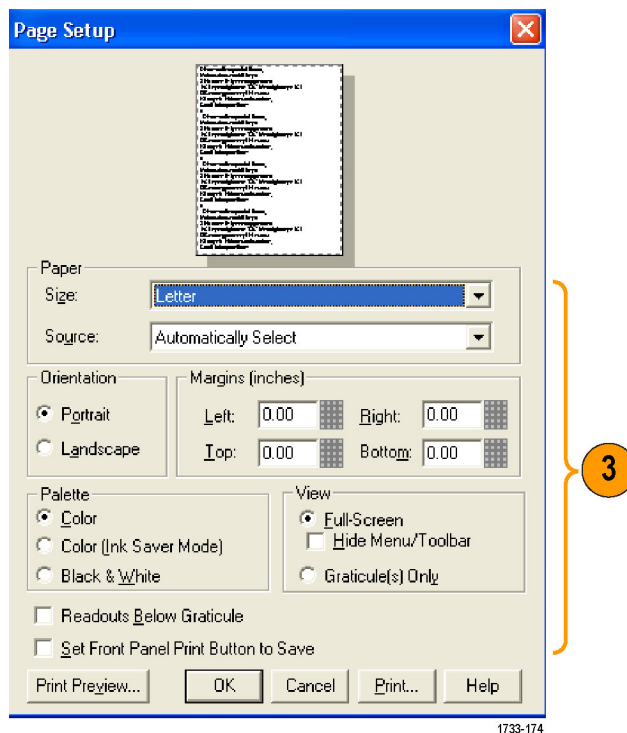 Page Setup
Paper
Size: Letter
Source: Automatically Select
Orientation
Portrait
Landscape
Margins (inches)
Left: 0.00 Right: 0.00
Top: 0.00 Bottom: 0.00
Palette
Color
Color (Ink Saver Mode)
Black & White
View
Full-Screen
Hide Menu/Toolbar
Graticule(s) Only
Readouts Below Graticule
Set Front Panel Print Button to Save
Print Preview... OK Cancel Print... Help
3
1733-174